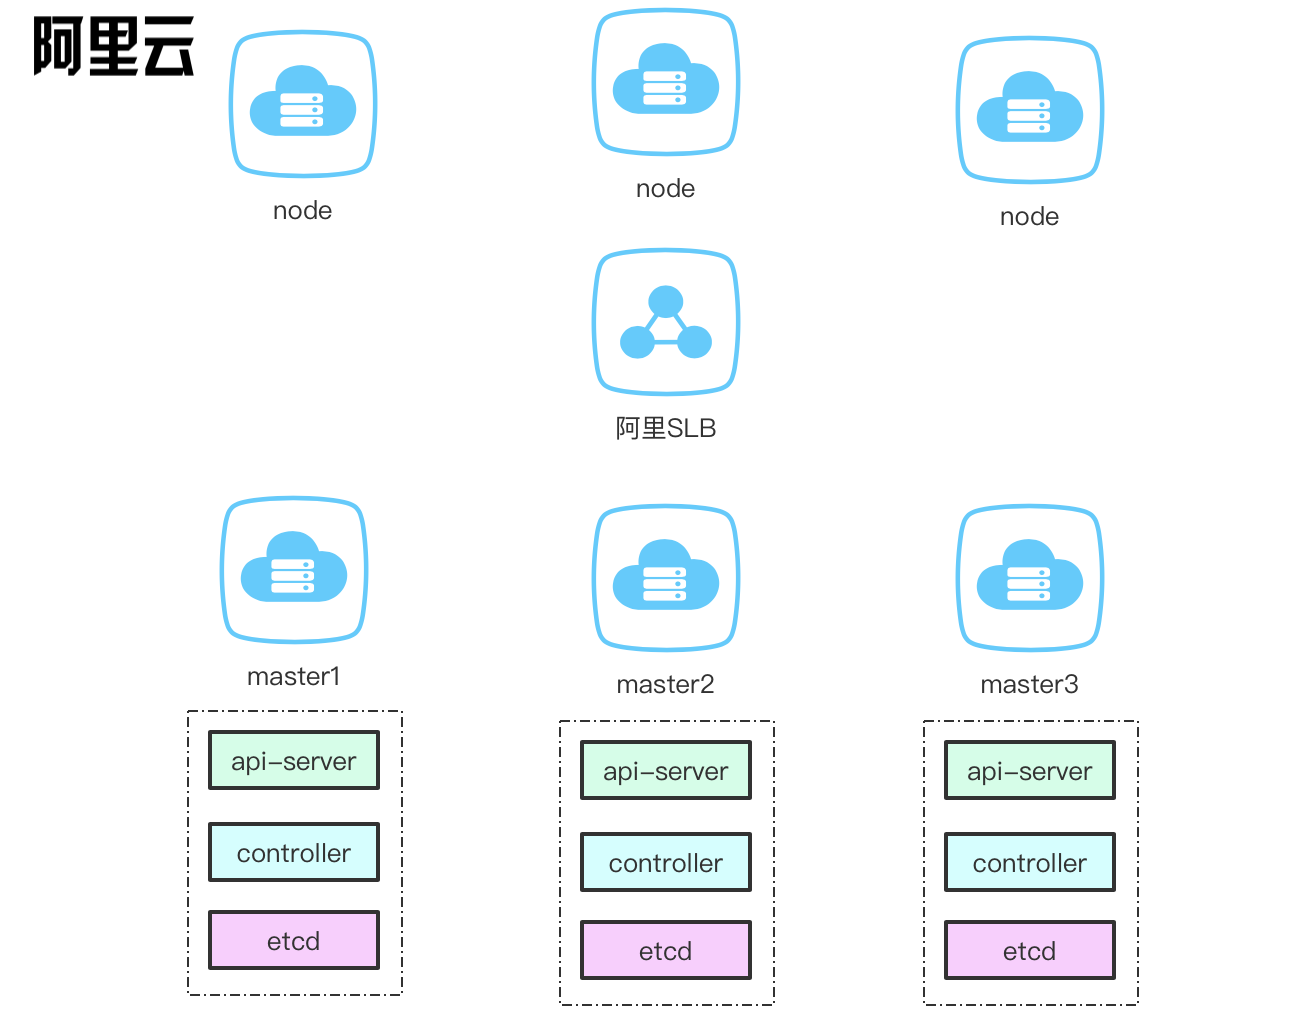 阿里云
node
node
node
阿里SLB
master1
master2
master3
api-server
api-server
api-server
controller
controller
controller
etcd
etcd
etcd